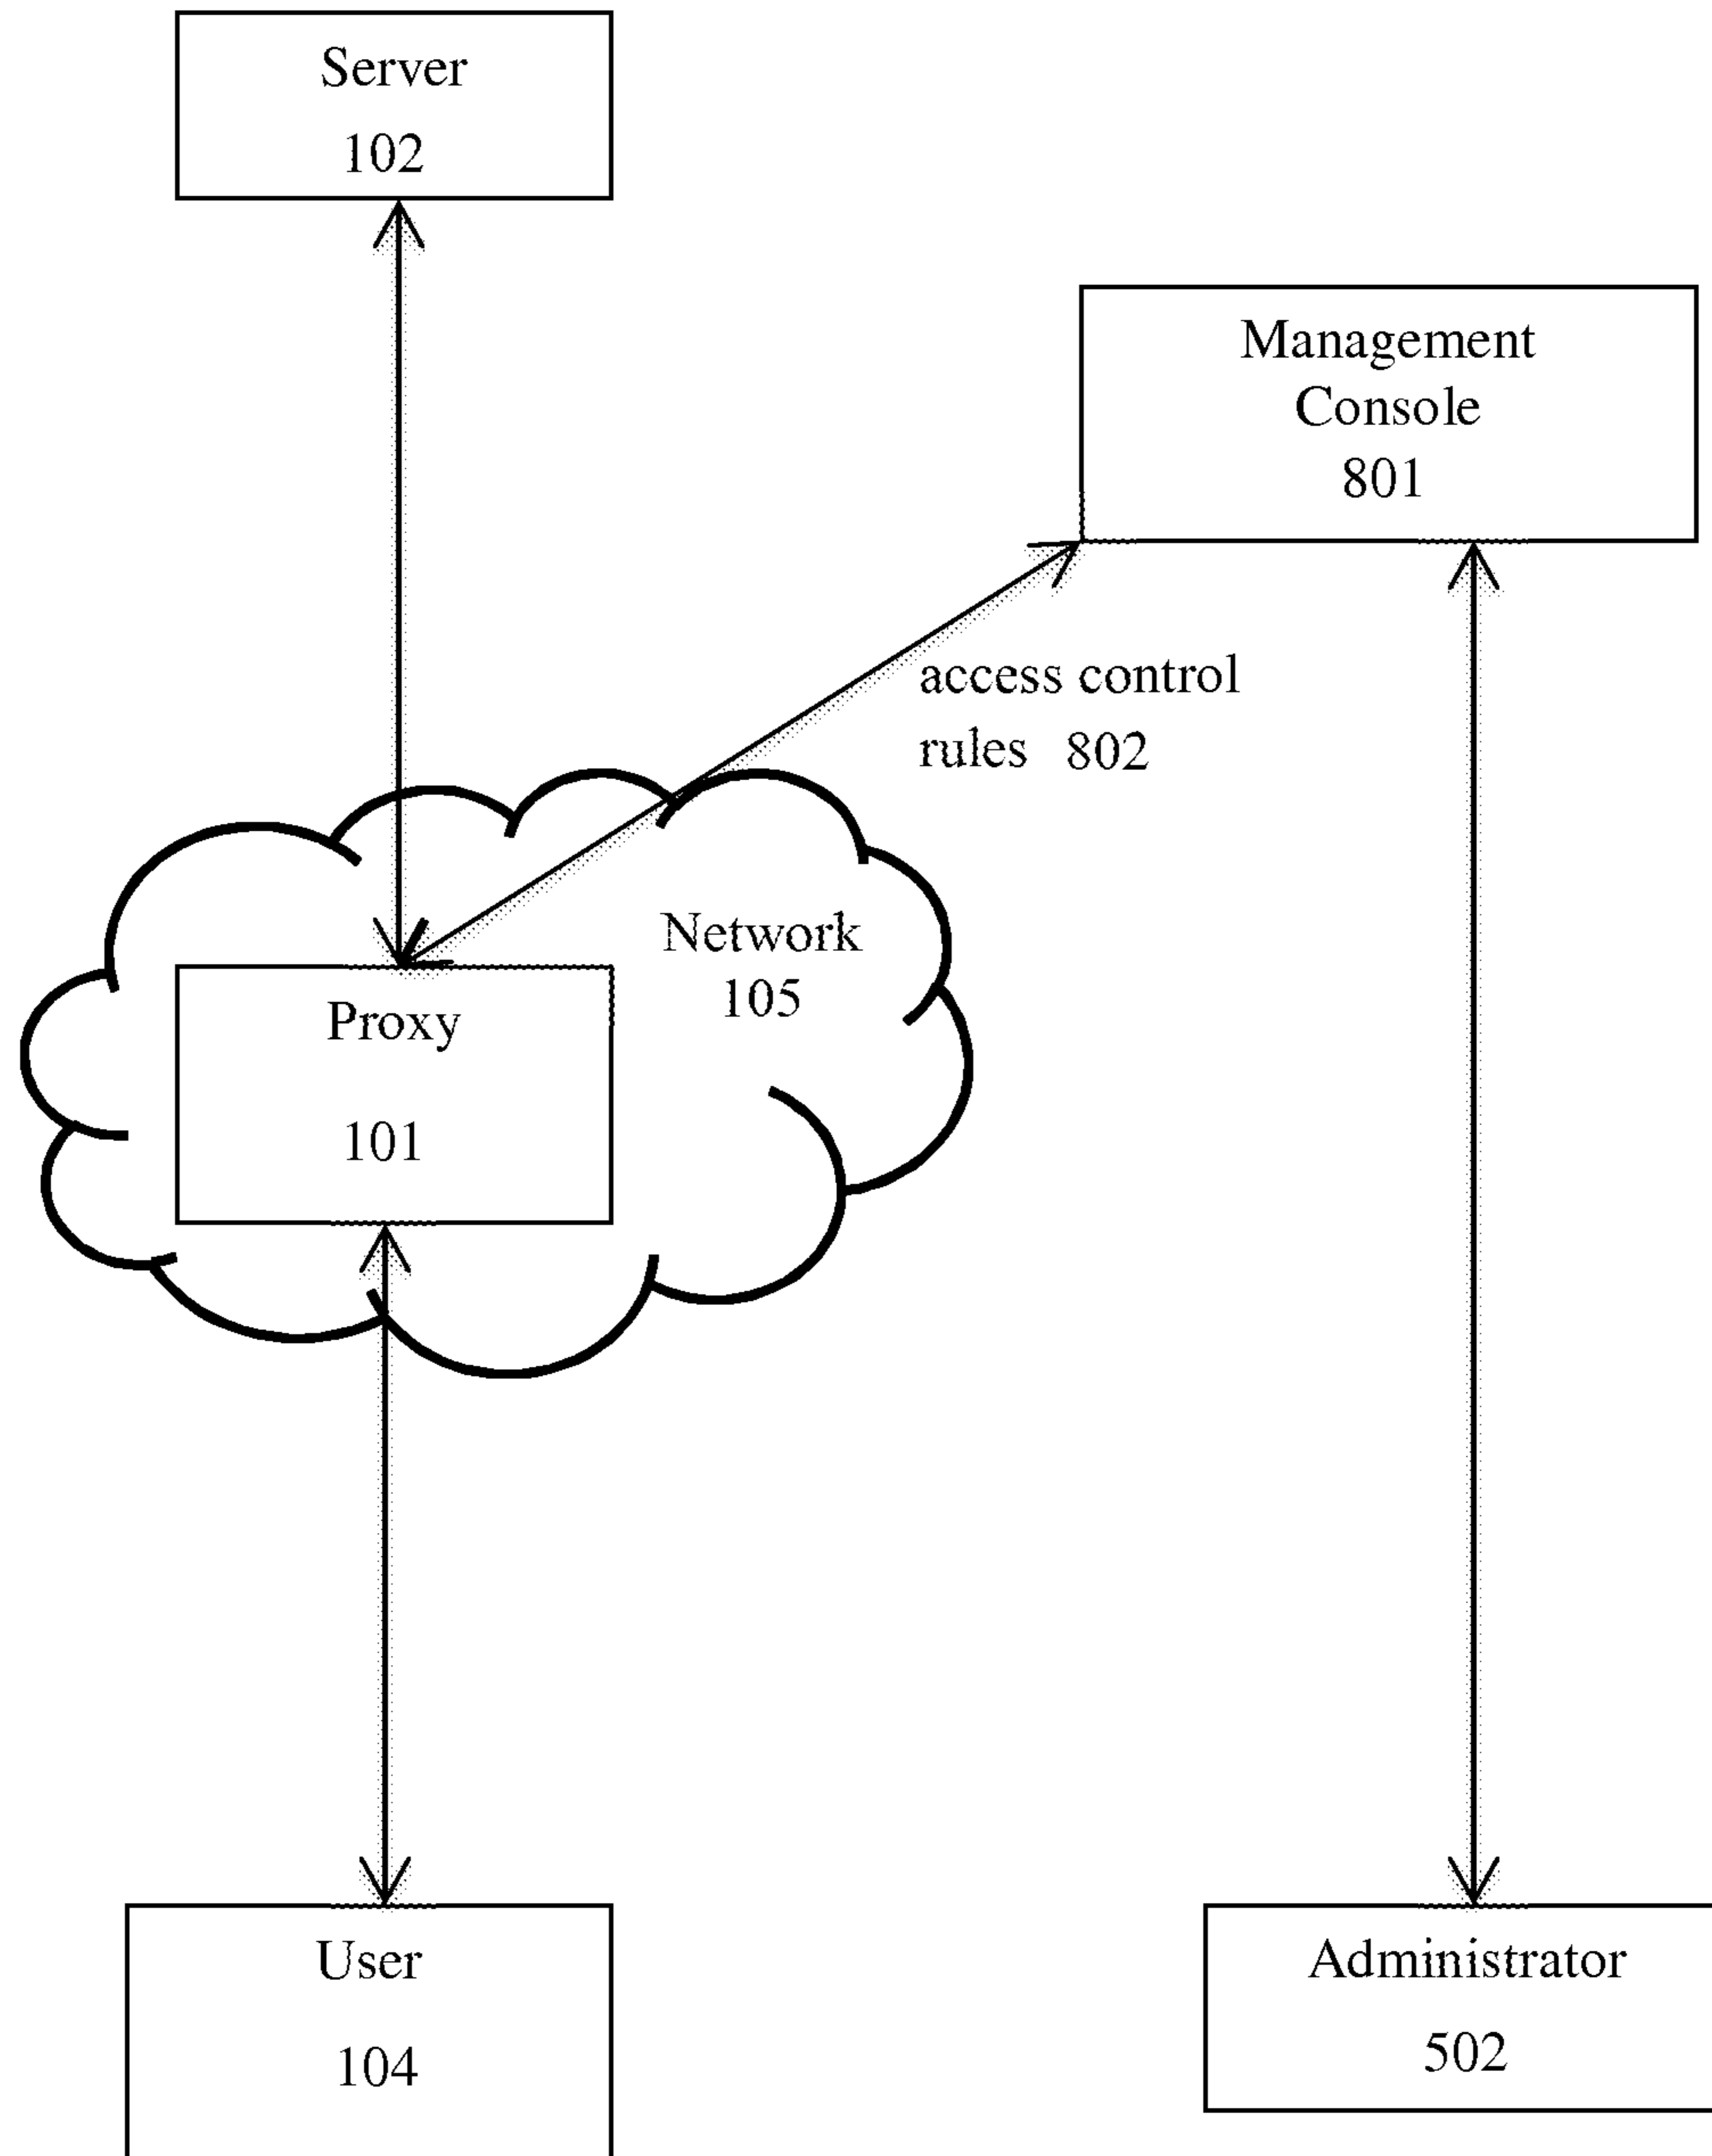 Server
102
Management
Console
801
access control
rules 802
Network
105
Proxy
101
User
104
Administrator
502